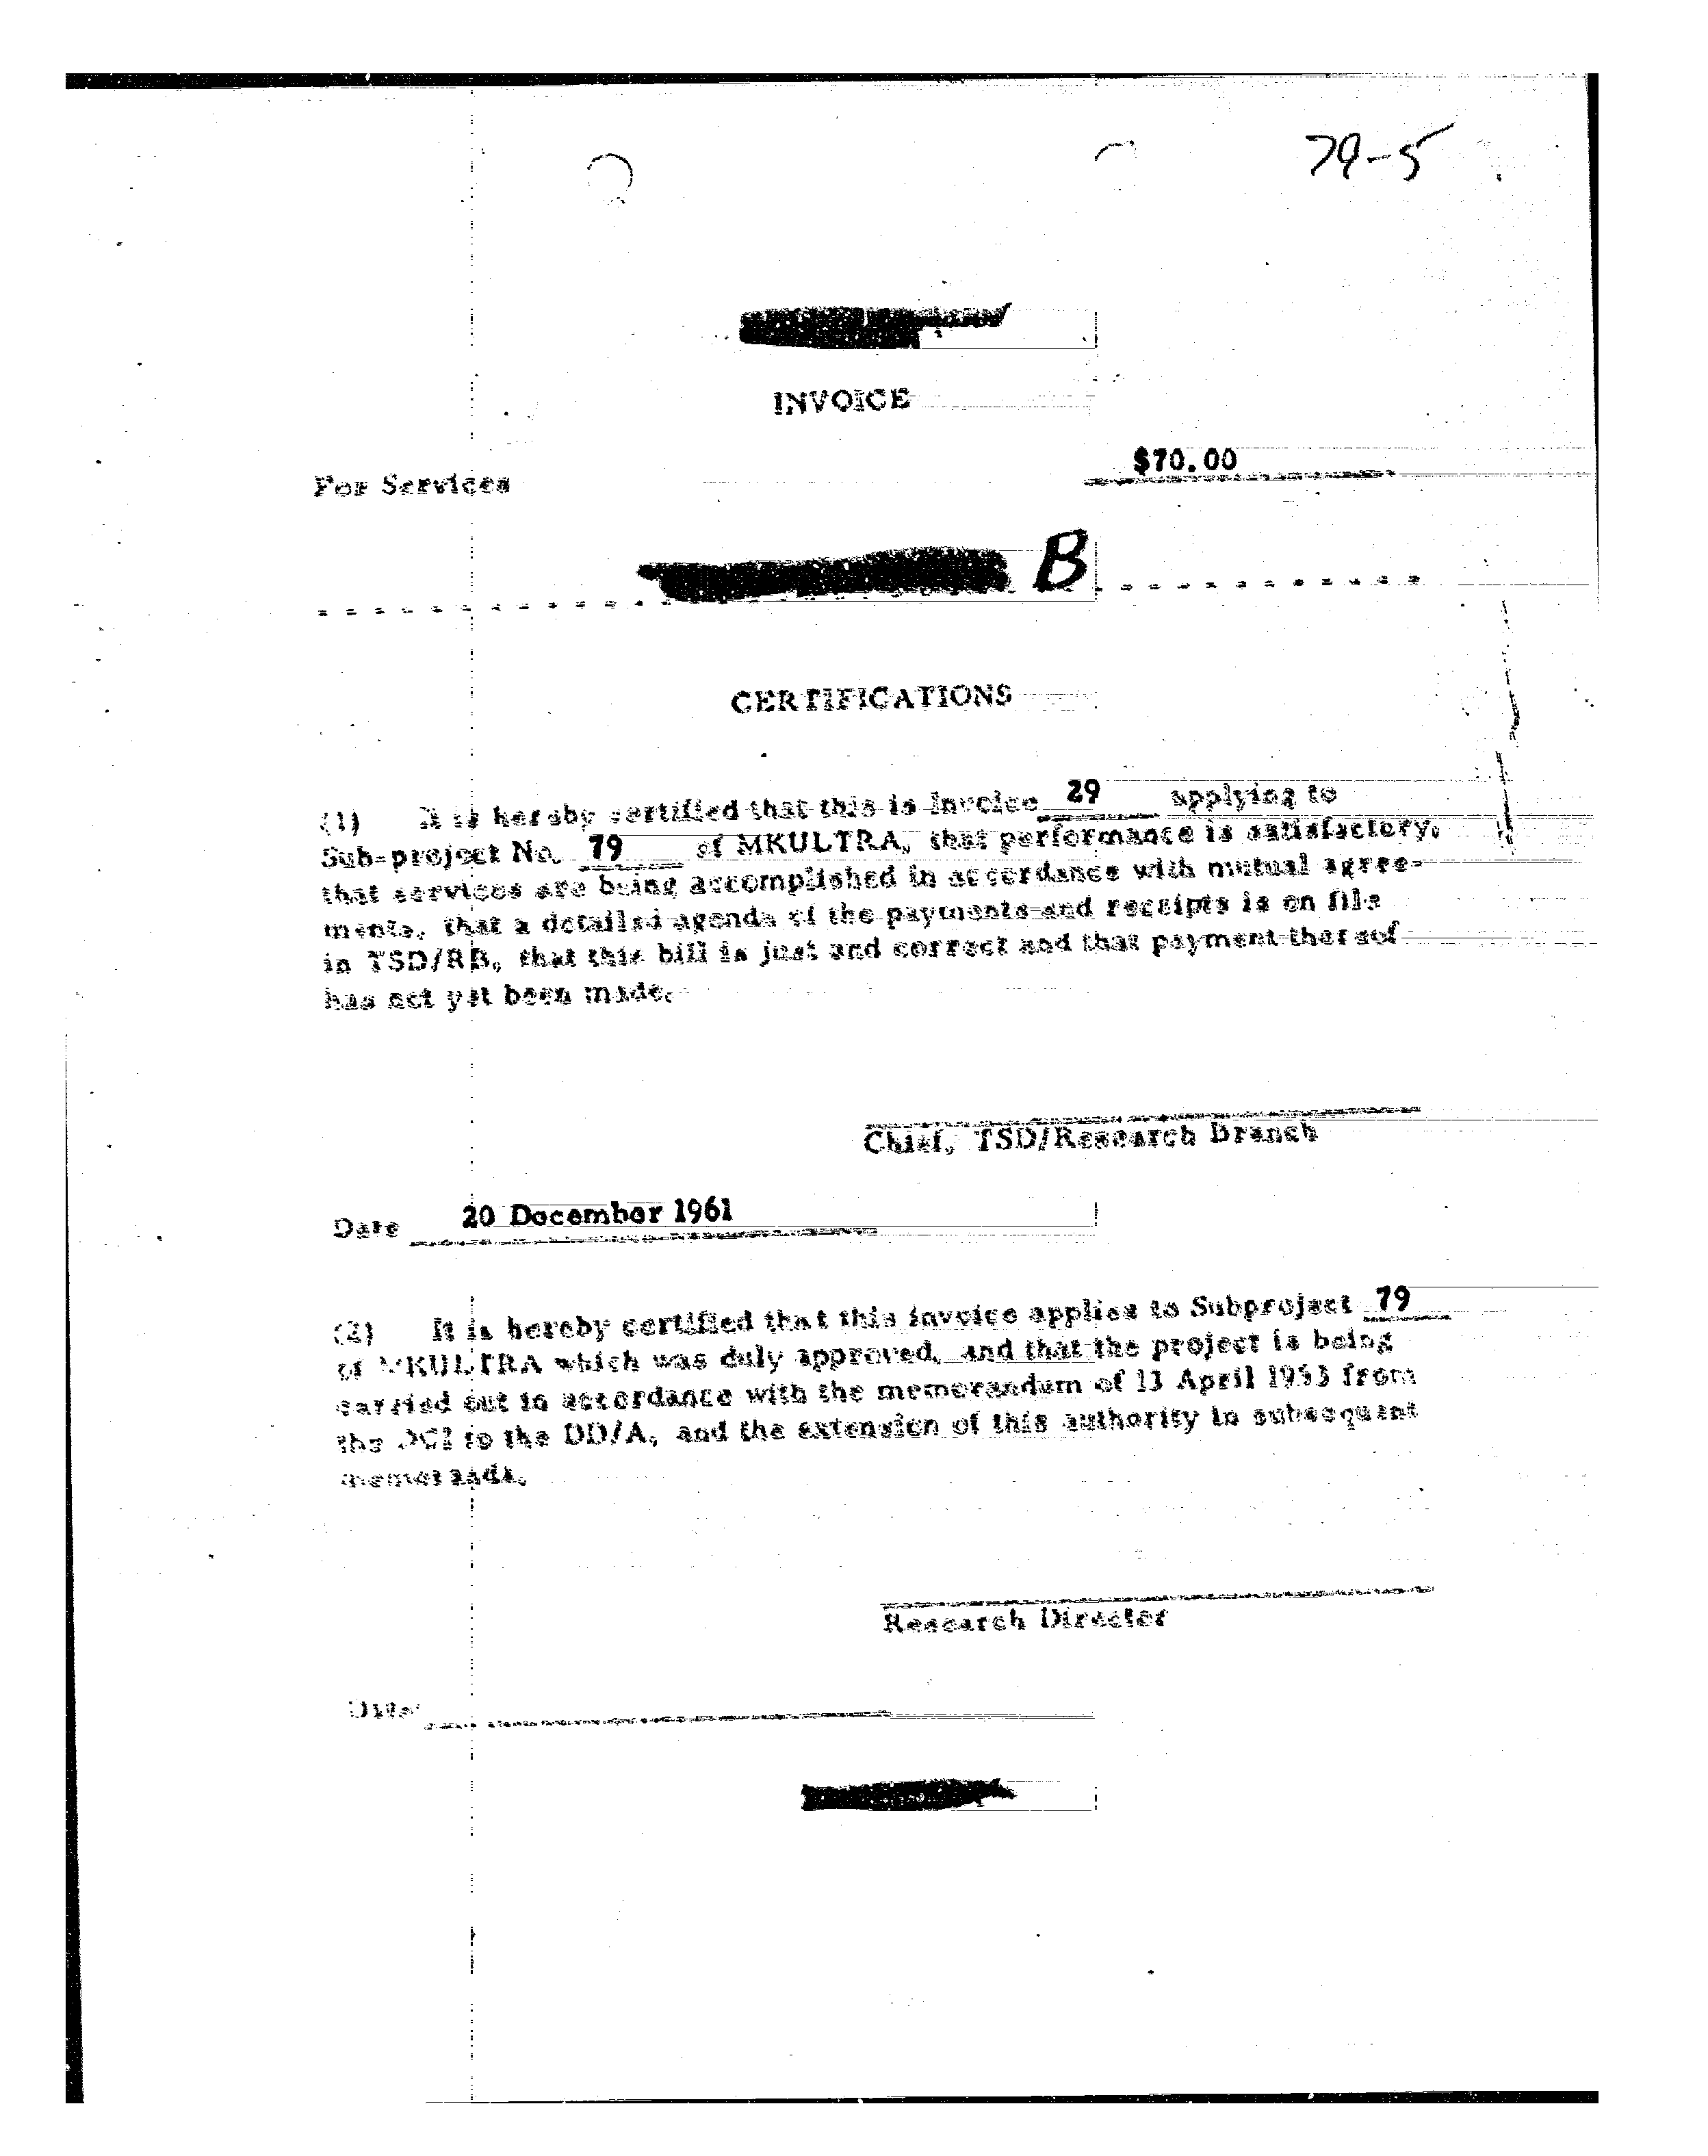 79-5
INVOICE
$70.00
For Services
B
CERTIFICATIONS
(1) It is hereby certified that this is Invoice 29 applying to
Sub-project No. 79 of MKULTRA, that performance is satisfactory,
that services are being accomplished in accordance with mutual agree-
ments, that a detailed agenda of the payments and receipts is on file
in TSD/RB, that this bill is just and correct and that payment thereof
has not yet been made.
Chief, TSD/Research Branch
Date 20 December 1961
(2) It is hereby certified that this invoice applies to Subproject 79
of MKULTRA which was duly approved, and that the project is being
carried out in accordance with the memorandum of 13 April 1953 from
the DCI to the DD/A, and the extension of this authority in subsequent
memoranda.
Research Director
Date